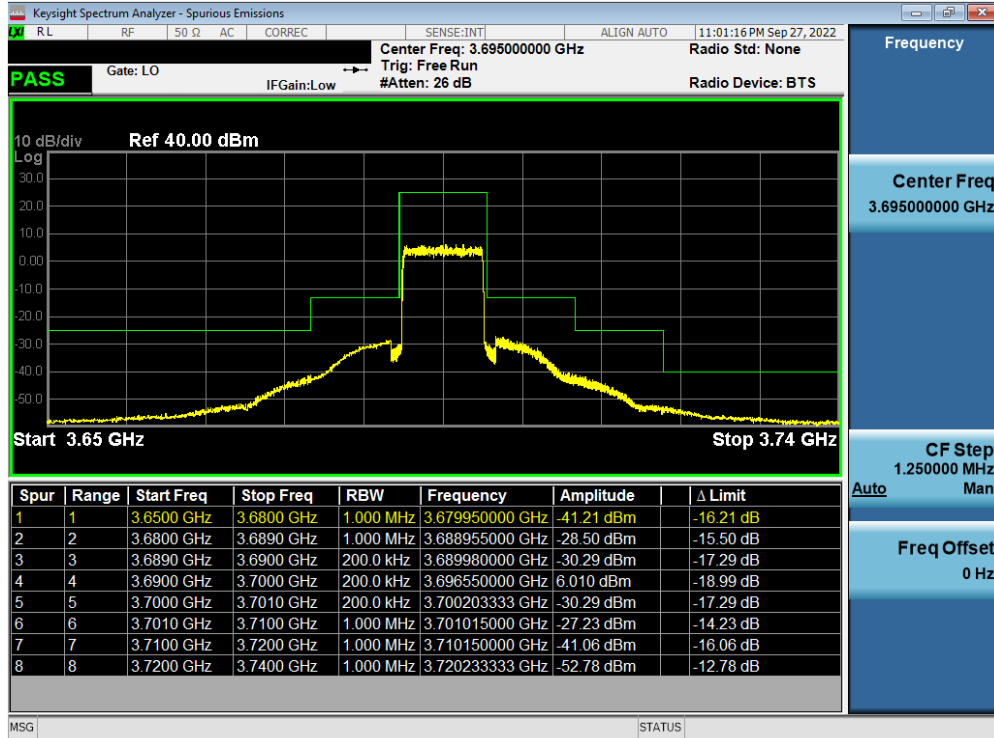 Keysight Spectrum Analyzer - Spurious Emissions
LXI RL RF 50 Ω AC CORREC SENSE:INT ALIGN AUTO 11:01:16 PM Sep 27, 2022
Frequency
Center Freq: 3.695000000 GHz Radio Std: None
PASS Gate: LO Trig: Free Run
IFGain:Low #Atten: 26 dB Radio Device: BTS
10 dB/div Ref 40.00 dBm
Log
30.0
20.0
10.0
0.00
-10.0
-20.0
-30.0
-40.0
-50.0
Start 3.65 GHz Stop 3.74 GHz
Center Freq
3.695000000 GHz
CF Step
1.250000 MHz
Auto Man
Freq Offset
0 Hz
Spur Range Start Freq Stop Freq RBW Frequency Amplitude Δ Limit
1 1 3.6500 GHz 3.6800 GHz 1.000 MHz 3.679950000 GHz -41.21 dBm -16.21 dB
2 2 3.6800 GHz 3.6890 GHz 1.000 MHz 3.688955000 GHz -28.50 dBm -15.50 dB
3 3 3.6890 GHz 3.6900 GHz 200.0 kHz 3.689980000 GHz -30.29 dBm -17.29 dB
4 4 3.6900 GHz 3.7000 GHz 200.0 kHz 3.696550000 GHz 6.010 dBm -18.99 dB
5 5 3.7000 GHz 3.7010 GHz 200.0 kHz 3.700203333 GHz -30.29 dBm -17.29 dB
6 6 3.7010 GHz 3.7100 GHz 1.000 MHz 3.701015000 GHz -27.23 dBm -14.23 dB
7 7 3.7100 GHz 3.7200 GHz 1.000 MHz 3.710150000 GHz -41.06 dBm -16.06 dB
8 8 3.7200 GHz 3.7400 GHz 1.000 MHz 3.720233333 GHz -52.78 dBm -12.78 dB
MSG STATUS